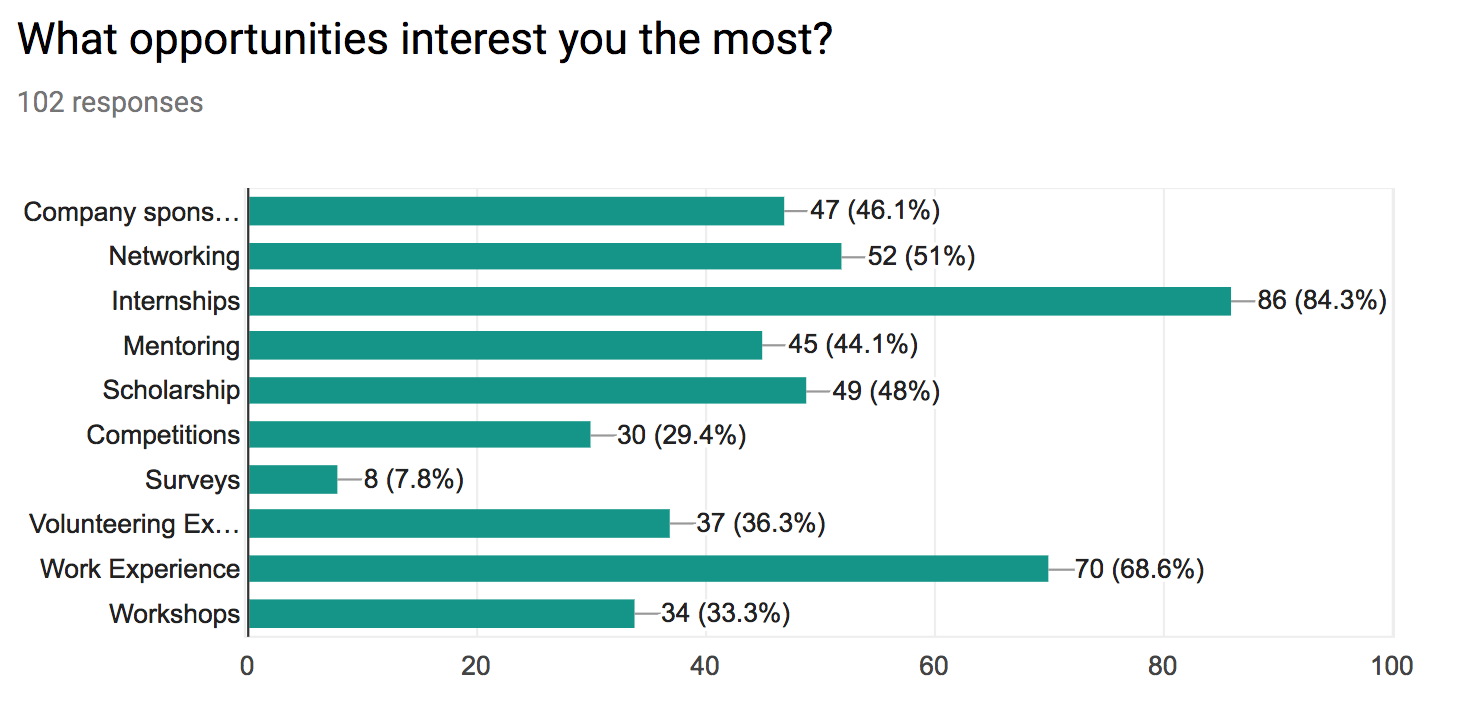 What opportunities interest you the most?
102 responses
Company spons… 47 (46.1%)
Networking 52 (51%)
Internships 86 (84.3%)
Mentoring 45 (44.1%)
Scholarship 49 (48%)
Competitions 30 (29.4%)
Surveys 8 (7.8%)
Volunteering Ex… 37 (36.3%)
Work Experience 70 (68.6%)
Workshops 34 (33.3%)
0 20 40 60 80 100